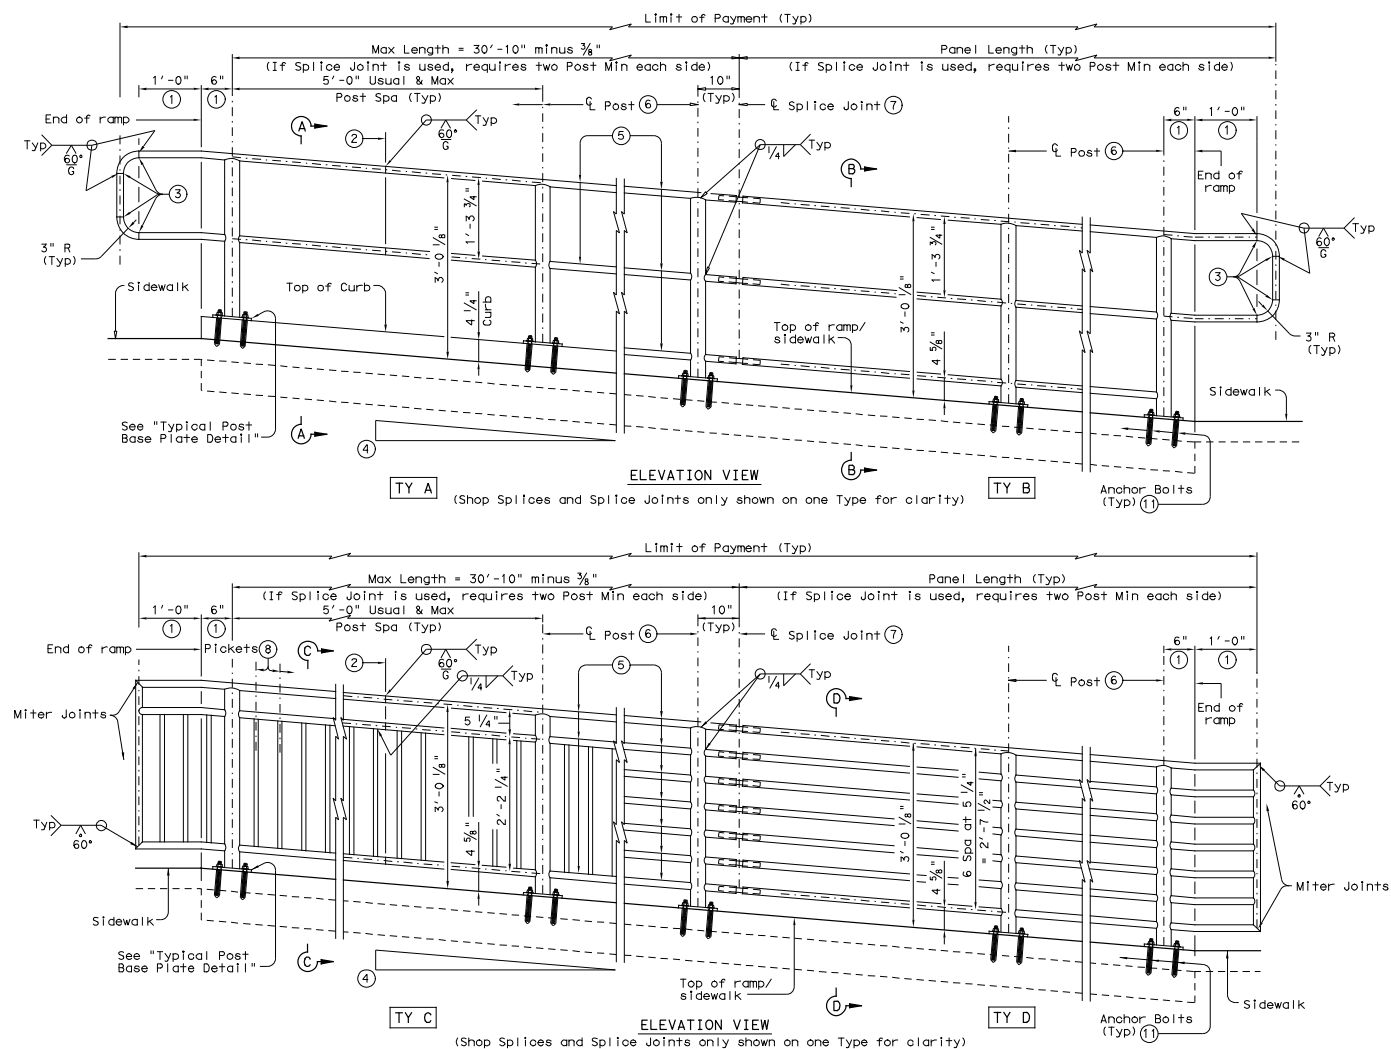 Limit of Payment (Typ)
Max Length = 30'-10" minus ⅜"
Panel Length (Typ)
(If Splice Joint is used, requires two Post Min each side)
(If Splice Joint is used, requires two Post Min each side)
1'-0"
6"
5'-0" Usual & Max
10"
1
1
Post Spa (Typ)
(Typ)
℄ Post 6
℄ Splice Joint 7
End of ramp
A
2
Typ
60°
G
5
Typ
1/4
6"
1'-0"
1
1
℄ Post 6
Typ
60°
G
B
End of
ramp
3
3" R
(Typ)
3'-0 1/8"
1'-3 3/4"
4 1/4"
Curb
3'-0 1/8"
1'-3 3/4"
4 5/8"
Typ
60°
G
3
3" R
(Typ)
Sidewalk
Top of Curb
Top of ramp/
sidewalk
Sidewalk
See "Typical Post
Base Plate Detail"
A
4
B
TY A
ELEVATION VIEW
TY B
(Shop Splices and Splice Joints only shown on one Type for clarity)
Anchor Bolts
(Typ) 11
Limit of Payment (Typ)
Max Length = 30'-10" minus ⅜"
Panel Length (Typ)
(If Splice Joint is used, requires two Post Min each side)
(If Splice Joint is used, requires two Post Min each side)
1'-0"
6"
5'-0" Usual & Max
10"
1
1
Post Spa (Typ)
(Typ)
℄ Post 6
℄ Splice Joint 7
End of ramp
Pickets 8
C
2
Typ
60°
G
1/4
Typ
5
Typ
1/4
D
6"
1'-0"
1
1
℄ Post 6
End of
ramp
Miter Joints
5 1/4"
3'-0 1/8"
2'-2 1/4"
4 5/8"
3'-0 1/8"
6 Spa at 5 1/4"
= 2'-7 1/2"
4 5/8"
Typ
60°
Typ
60°
Miter Joints
Sidewalk
See "Typical Post
Base Plate Detail"
C
4
Top of ramp/
sidewalk
D
Sidewalk
TY C
ELEVATION VIEW
TY D
Anchor Bolts
(Typ) 11
(Shop Splices and Splice Joints only shown on one Type for clarity)